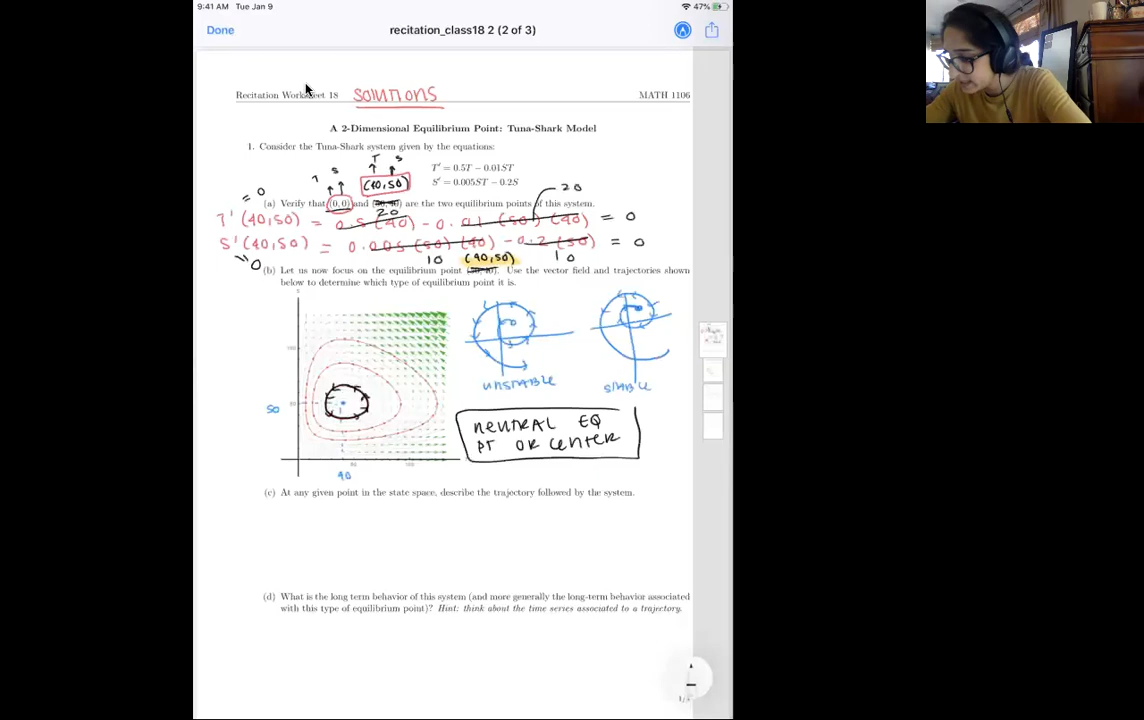 9:41 AM Tue Jan 9
47%
Done
recitation_class18 2 (2 of 3)
Recitation Worksheet 18 SOLUTIONS
MATH 1106
A 2-Dimensional Equilibrium Point: Tuna-Shark Model
1. Consider the Tuna-Shark system given by the equations:
T S
T' = 0.5T − 0.01ST
S' = 0.005ST − 0.2S
T S
(40,50)
20
= 0
(a) Verify that (0,0) and are the two equilibrium points of this system.
20
T'(40,50) = 0.5(40) - 0.01(50)(40) = 0
S'(40,50) = 0.005(50)(40) - 0.2(50) = 0
0
10 (40,50) 10
(b) Let us now focus on the equilibrium point . Use the vector field and trajectories shown
below to determine which type of equilibrium point it is.
UNSTABLE
STABLE
50
40
NEUTRAL EQ
PT OR CENTER
(c) At any given point in the state space, describe the trajectory followed by the system.
(d) What is the long term behavior of this system (and more generally the long-term behavior associated
with this type of equilibrium point)? Hint: think about the time series associated to a trajectory.